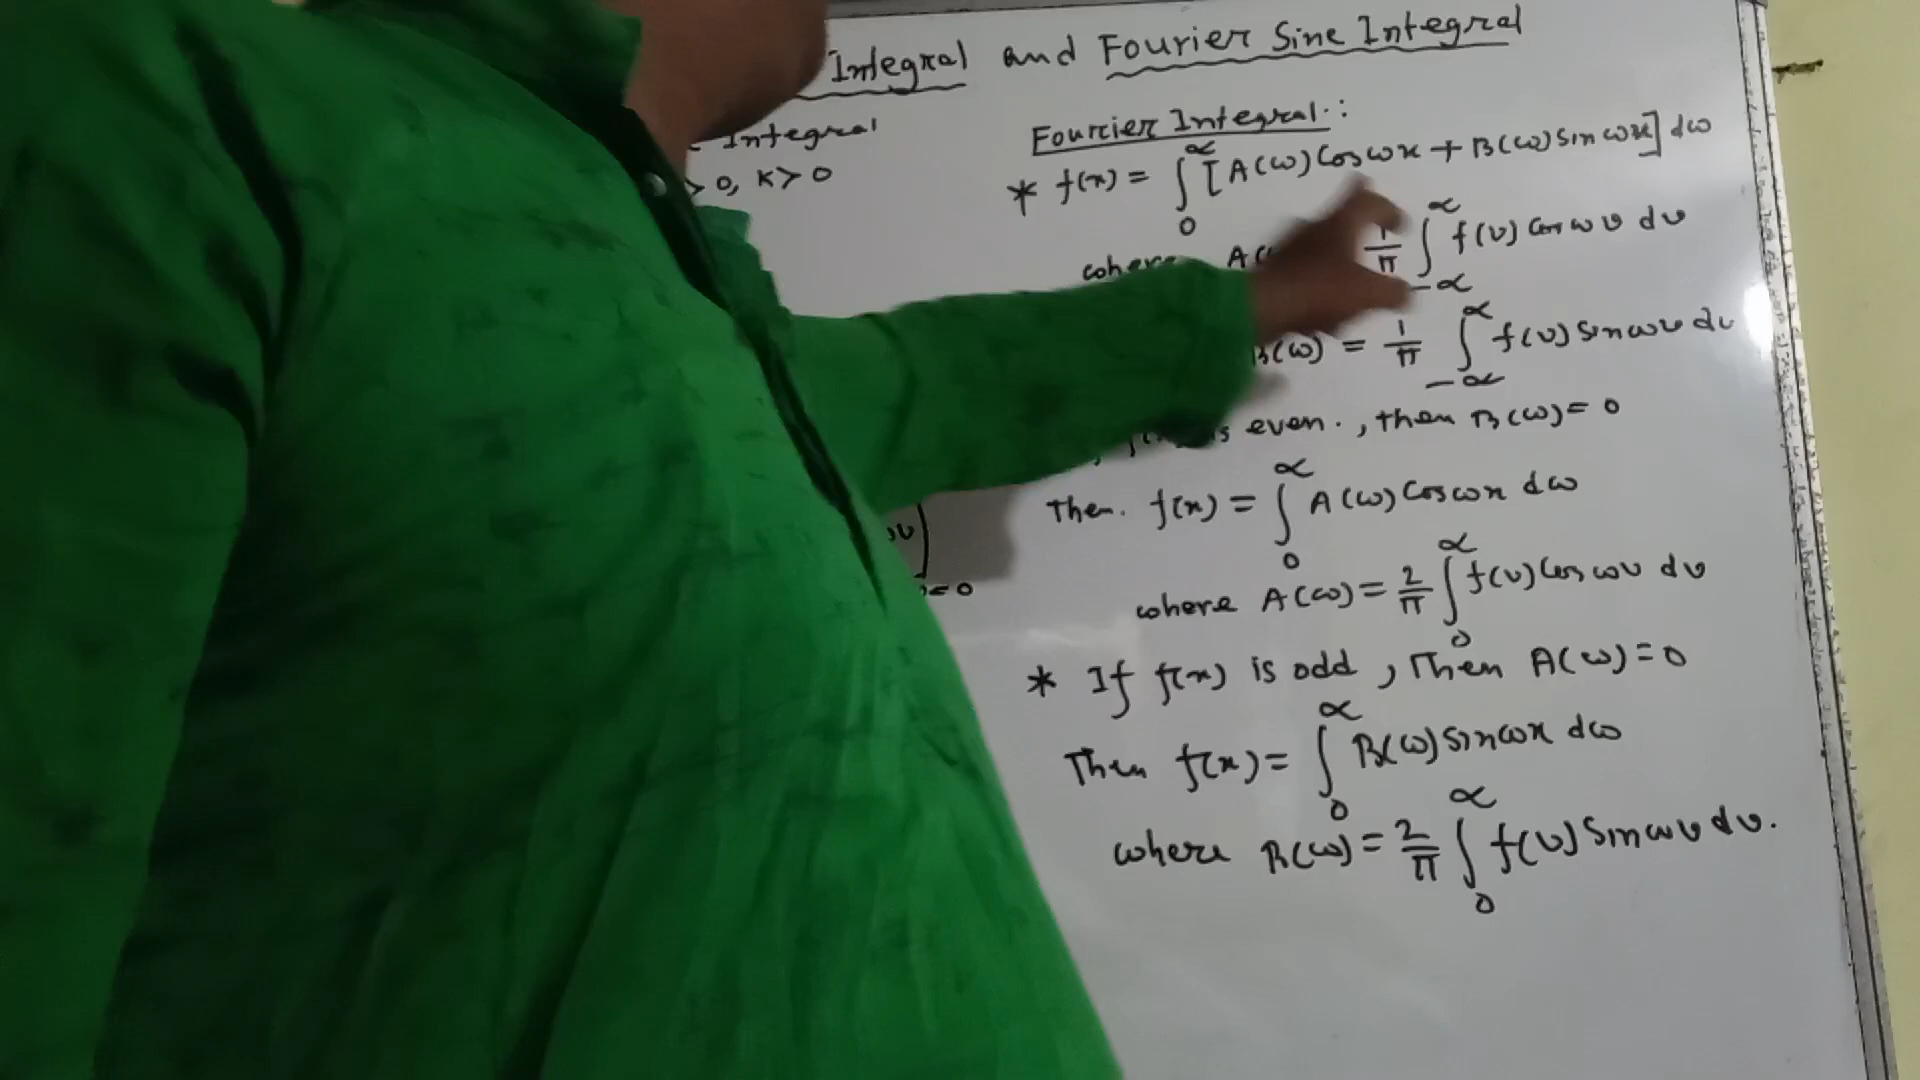 Integral and Fourier Sine Integral
Integral
> 0, K > 0
Fourier Integral :
* f(x) = ∫₀^∝ [A(ω) Cos ωx + B(ω) Sin ωx] dω
where A( 1/π ∫₋∝^∝ f(v) Cos ωv dv
B(ω) = 1/π ∫₋∝^∝ f(v) Sin ωv dv
is even., then B(ω) = 0
Then. f(x) = ∫₀^∝ A(ω) Cos ωx dω
where A(ω) = 2/π ∫₀^∝ f(v) Cos ωv dv
= 0
* If f(x) is odd, Then A(ω) = 0
Then f(x) = ∫₀^∝ B(ω) Sin ωx dω
where B(ω) = 2/π ∫₀^∝ f(v) Sin ωv dv.